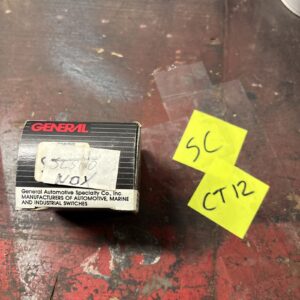 GENERAL
General Automotive Specialty Co., Inc.
MANUFACTURERS OF AUTOMOTIVE, MARINE
AND INDUSTRIAL SWITCHES
SC
CT12